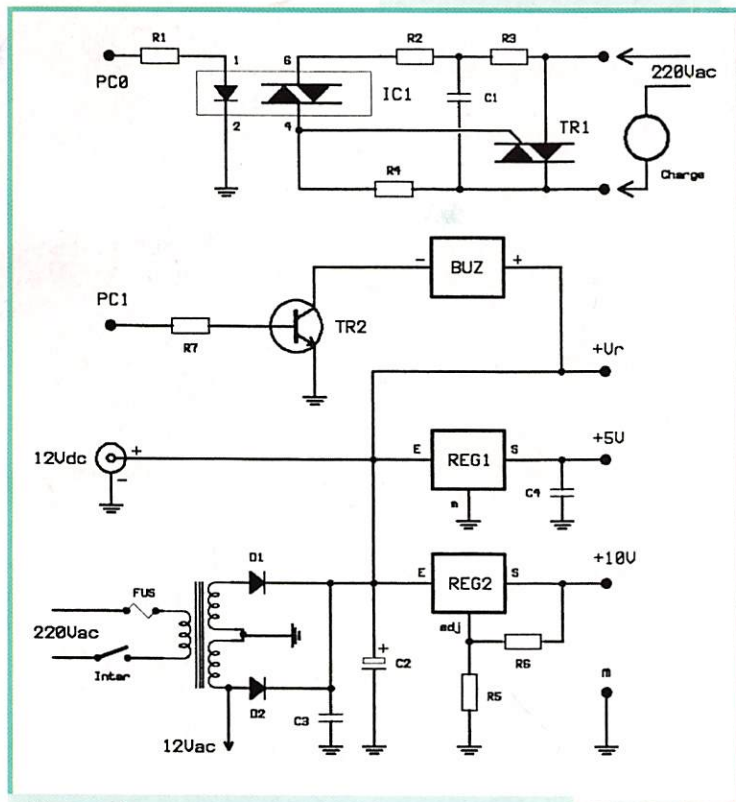 R1
R2
R3
PC0
1
6
220Vac
IC1
C1
2
4
TR1
R4
Charge
- BUZ +
PC1
TR2
R7
+Vr
+5V
12Vdc
+
-
E REG1 S
m
C4
+10V
D1
E REG2 S
FUS
adj
220Vac
+
C2
R6
Inter
R5
m
D2
C3
12Vac